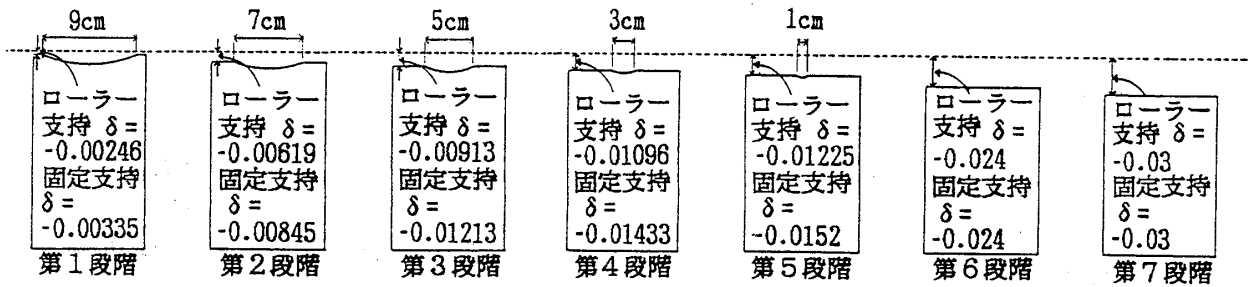 9cm
7cm
5cm
3cm
1cm
ローラー
支持 δ=
-0.00246
固定支持
δ=
-0.00335
第1段階
ローラー
支持 δ=
-0.00619
固定支持
δ=
-0.00845
第2段階
ローラー
支持 δ=
-0.00913
固定支持
δ=
-0.01213
第3段階
ローラー
支持 δ=
-0.01096
固定支持
δ=
-0.01433
第4段階
ローラー
支持 δ=
-0.01225
固定支持
δ=
-0.0152
第5段階
ローラー
支持 δ=
-0.024
固定支持
δ=
-0.024
第6段階
ローラー
支持 δ=
-0.03
固定支持
δ=
-0.03
第7段階